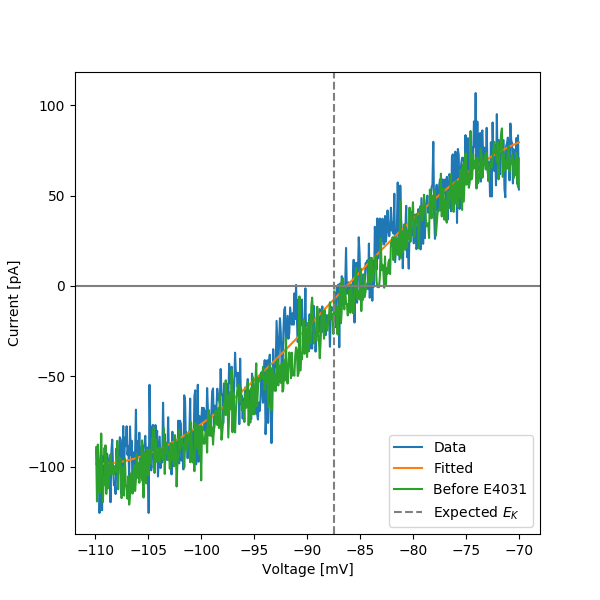 Current [pA]
100
50
0
−50
−100
−110 −105 −100 −95 −90 −85 −80 −75 −70
Voltage [mV]
Data
Fitted
Before E4031
Expected E_K